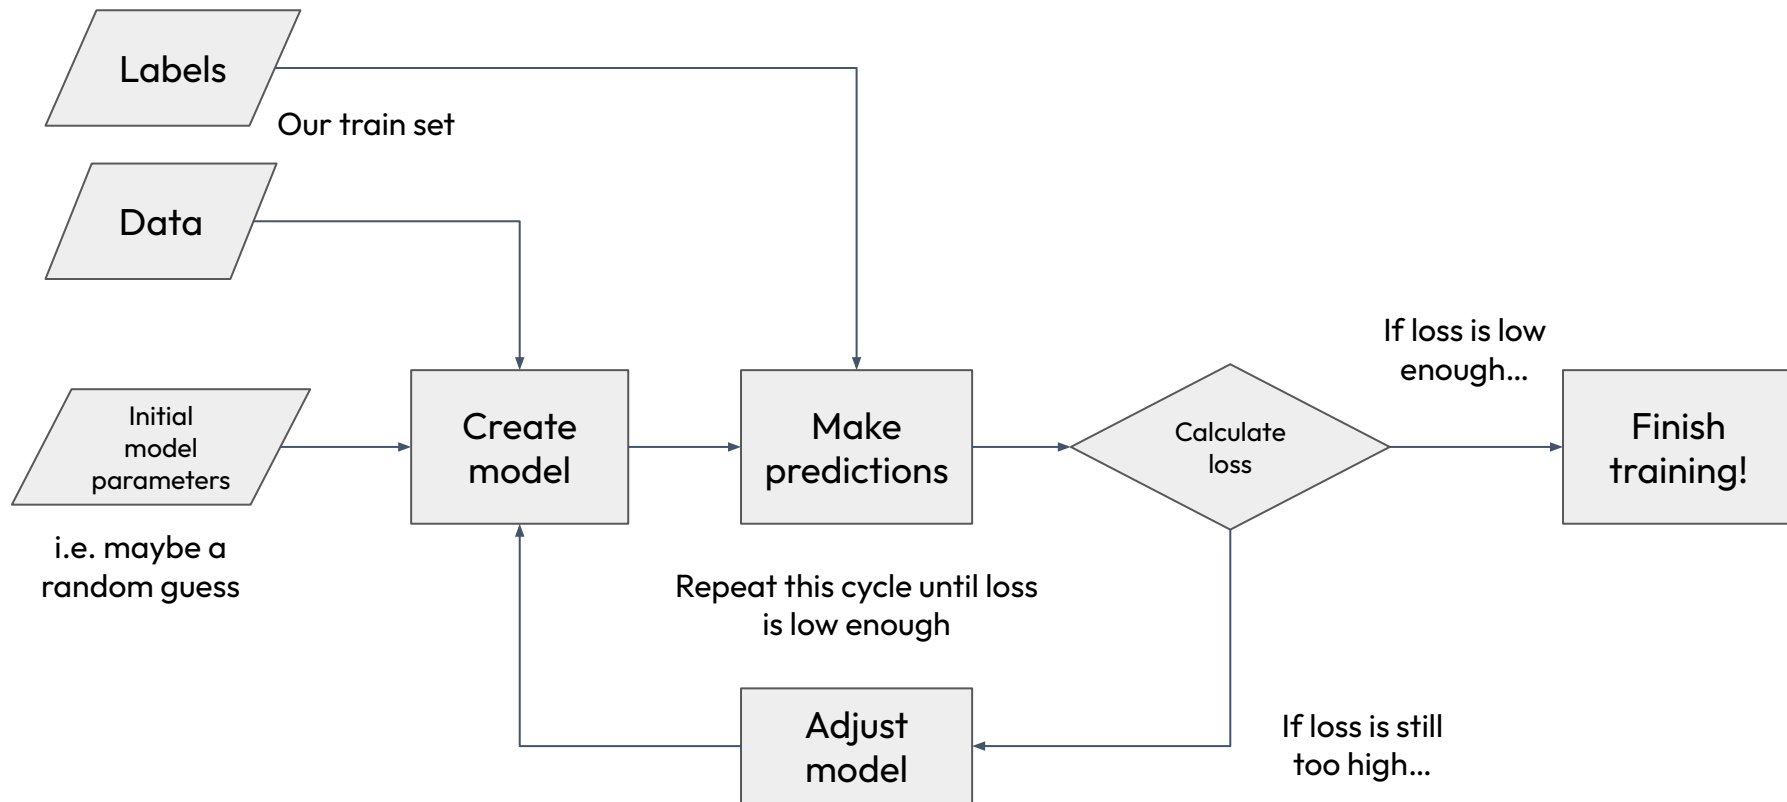 Labels
Our train set
Data
Initial
model
parameters
i.e. maybe a
random guess
Create
model
Make
predictions
Calculate
loss
If loss is low
enough...
Finish
training!
Repeat this cycle until loss
is low enough
Adjust
model
If loss is still
too high...